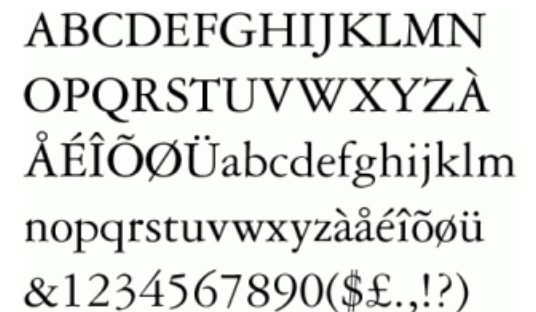 ABCDEFGHIJKLMN
OPQRSTUVWXYZÀ
ÅÉÎÕØÜabcdefghijklm
nopqrstuvwxyzàåéîõøü
&1234567890($£.,!?)